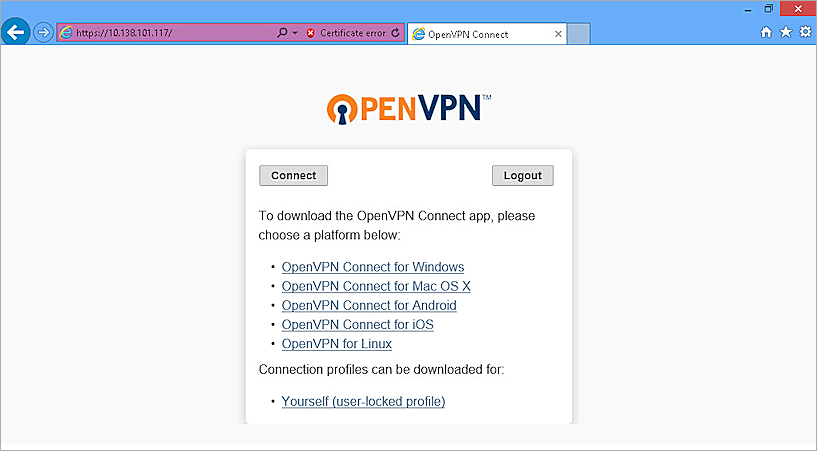 https://10.138.101.117/ Certificate error OpenVPN Connect
OPENVPN™
Connect Logout
To download the OpenVPN Connect app, please
choose a platform below:
• OpenVPN Connect for Windows
• OpenVPN Connect for Mac OS X
• OpenVPN Connect for Android
• OpenVPN Connect for iOS
• OpenVPN for Linux
Connection profiles can be downloaded for:
• Yourself (user-locked profile)